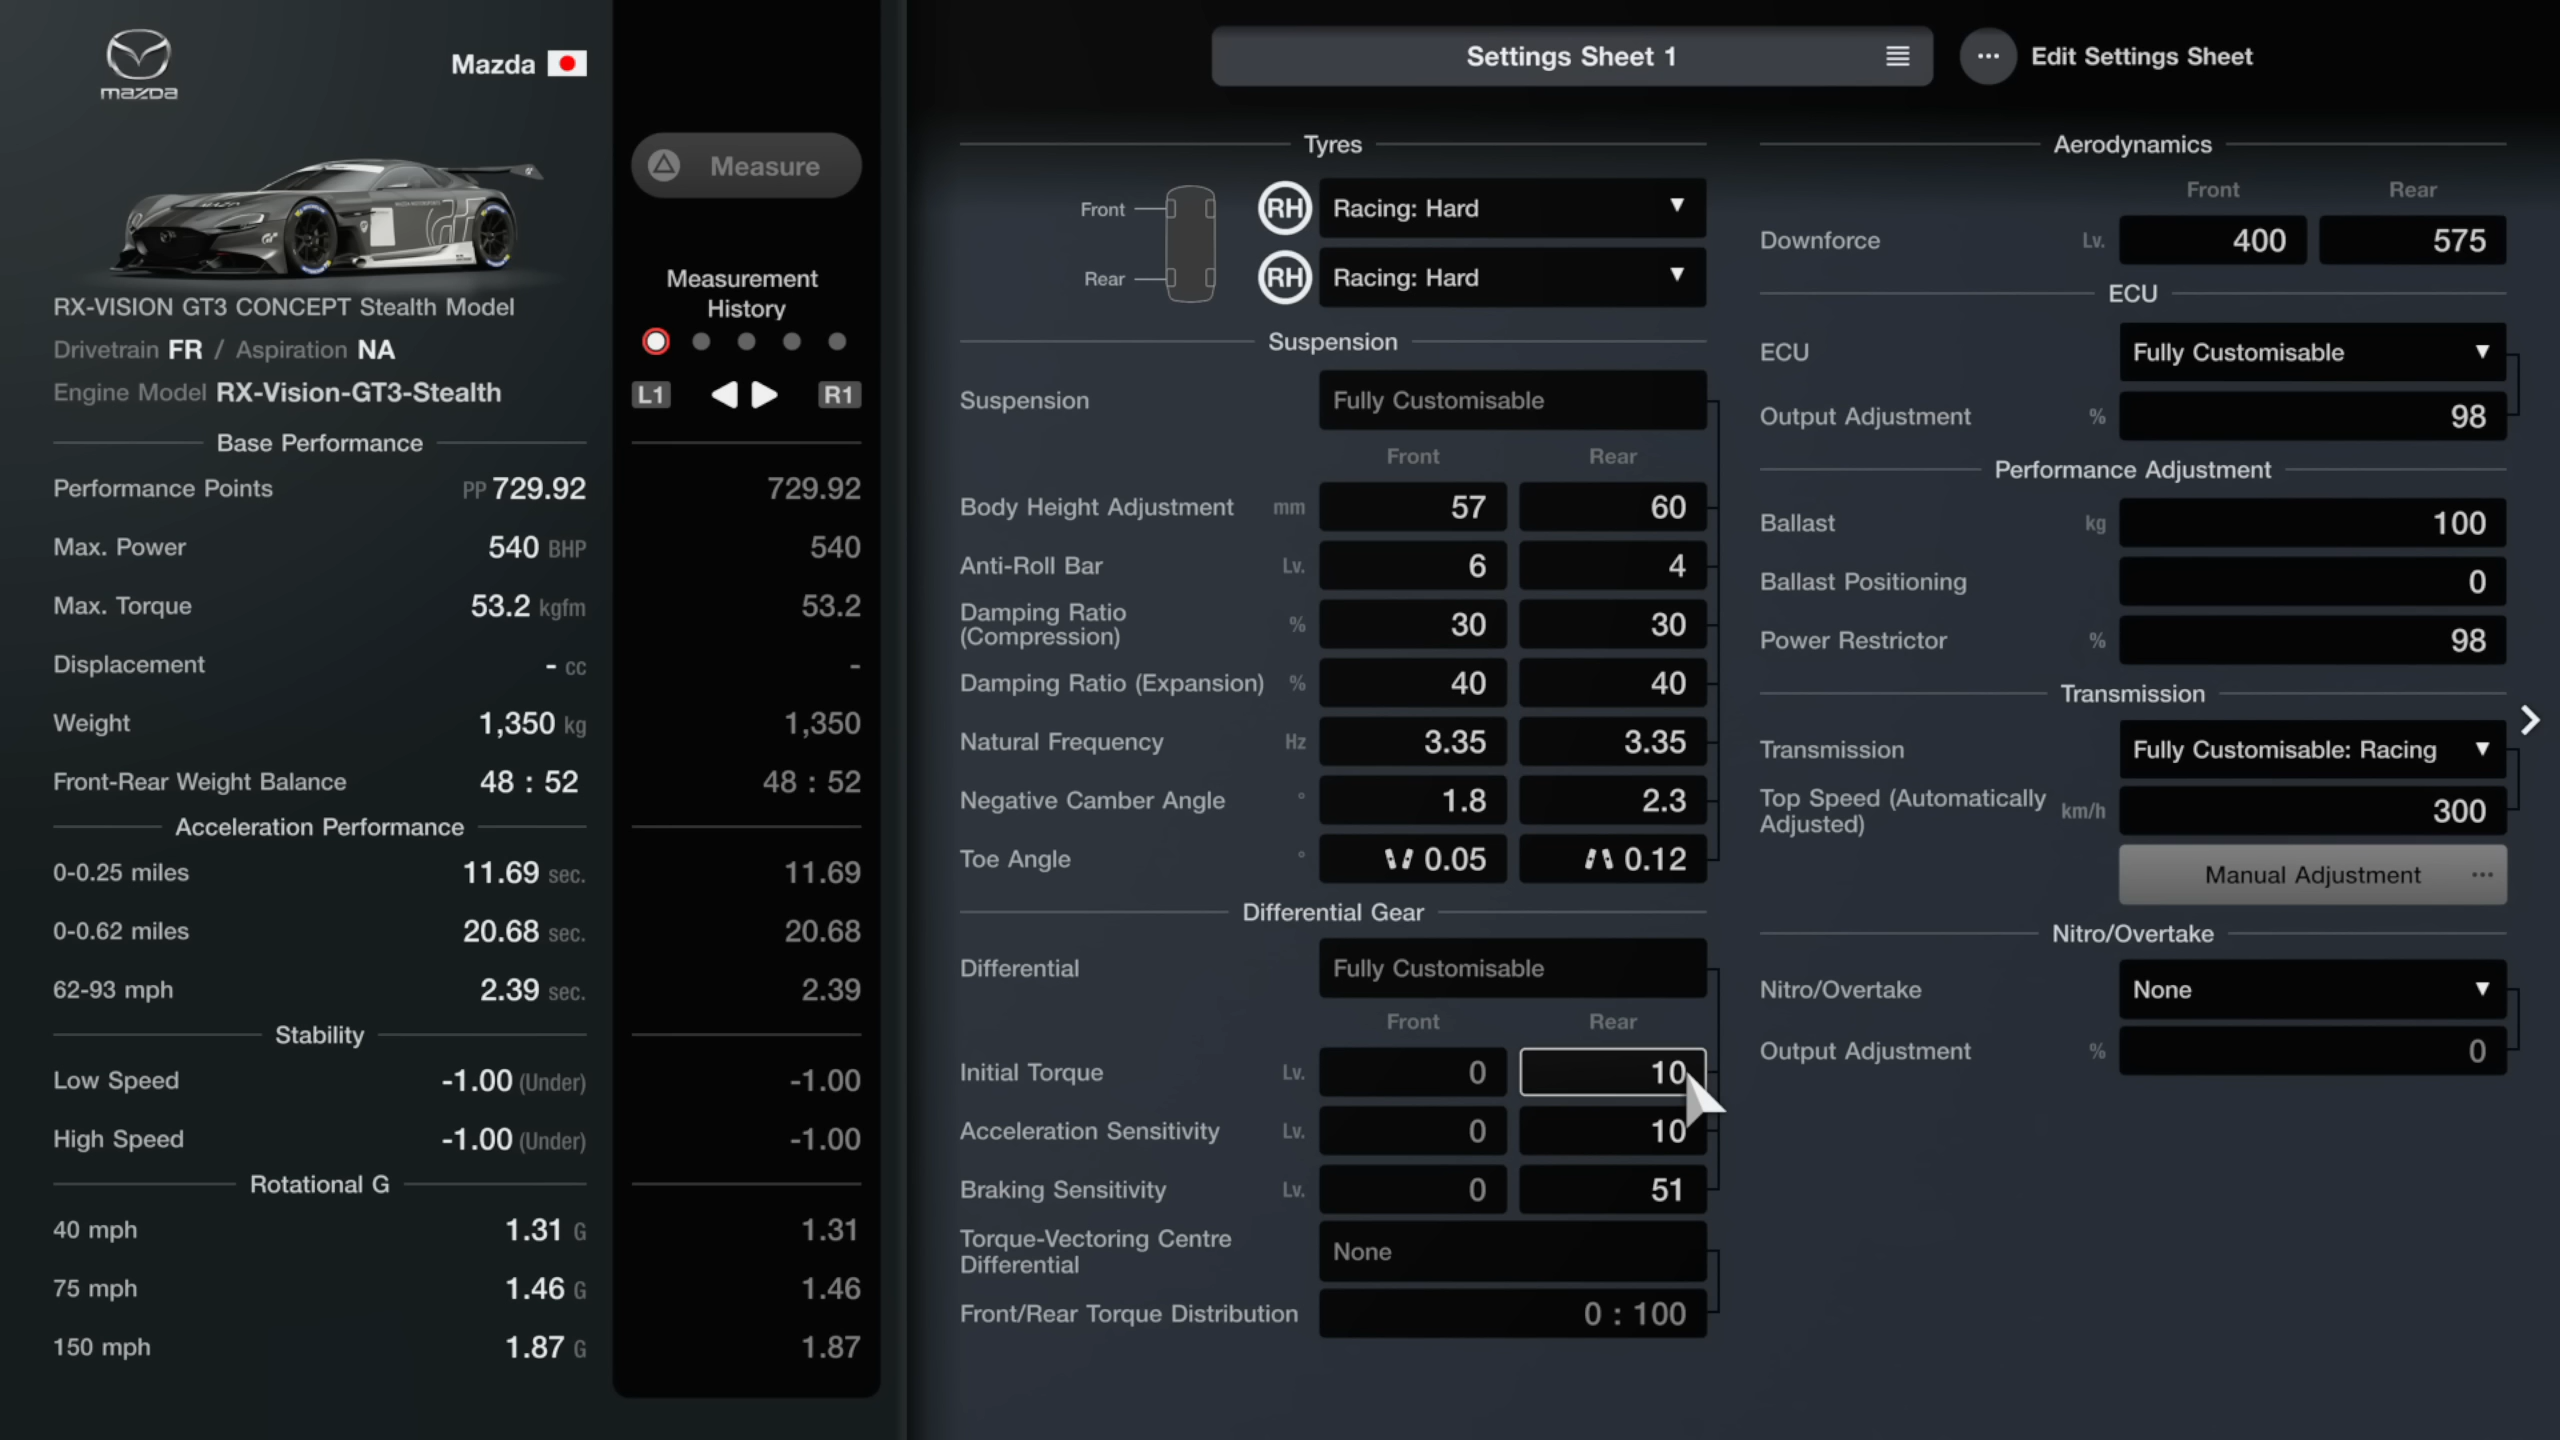 mazda
Mazda
RX-VISION GT3 CONCEPT Stealth Model
Drivetrain FR / Aspiration NA
Engine Model RX-Vision-GT3-Stealth
Base Performance
Performance Points PP 729.92
Max. Power 540 BHP
Max. Torque 53.2 kgfm
Displacement - cc
Weight 1,350 kg
Front-Rear Weight Balance 48 : 52
Acceleration Performance
0-0.25 miles 11.69 sec.
0-0.62 miles 20.68 sec.
62-93 mph 2.39 sec.
Stability
Low Speed -1.00 (Under)
High Speed -1.00 (Under)
Rotational G
40 mph 1.31 G
75 mph 1.46 G
150 mph 1.87 G
Measure
Measurement
History
L1 R1
729.92
540
53.2
-
1,350
48 : 52
11.69
20.68
2.39
-1.00
-1.00
1.31
1.46
1.87
Settings Sheet 1
Edit Settings Sheet
Tyres
Front RH Racing: Hard
Rear RH Racing: Hard
Suspension
Suspension Fully Customisable
Front Rear
Body Height Adjustment mm 57 60
Anti-Roll Bar Lv. 6 4
Damping Ratio
(Compression) % 30 30
Damping Ratio (Expansion) % 40 40
Natural Frequency Hz 3.35 3.35
Negative Camber Angle ° 1.8 2.3
Toe Angle ° 0.05 0.12
Differential Gear
Differential Fully Customisable
Front Rear
Initial Torque Lv. 0 10
Acceleration Sensitivity Lv. 0 10
Braking Sensitivity Lv. 0 51
Torque-Vectoring Centre
Differential None
Front/Rear Torque Distribution 0 : 100
Aerodynamics
Front Rear
Downforce Lv. 400 575
ECU
ECU Fully Customisable
Output Adjustment % 98
Performance Adjustment
Ballast kg 100
Ballast Positioning 0
Power Restrictor % 98
Transmission
Transmission Fully Customisable: Racing
Top Speed (Automatically
Adjusted) km/h 300
Manual Adjustment
Nitro/Overtake
Nitro/Overtake None
Output Adjustment % 0